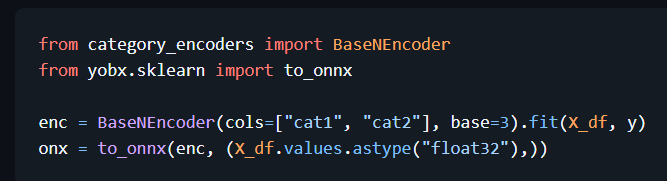 from category_encoders import BaseNEncoder
from yobx.sklearn import to_onnx
enc = BaseNEncoder(cols=["cat1", "cat2"], base=3).fit(X_df, y)
onx = to_onnx(enc, (X_df.values.astype("float32"),))